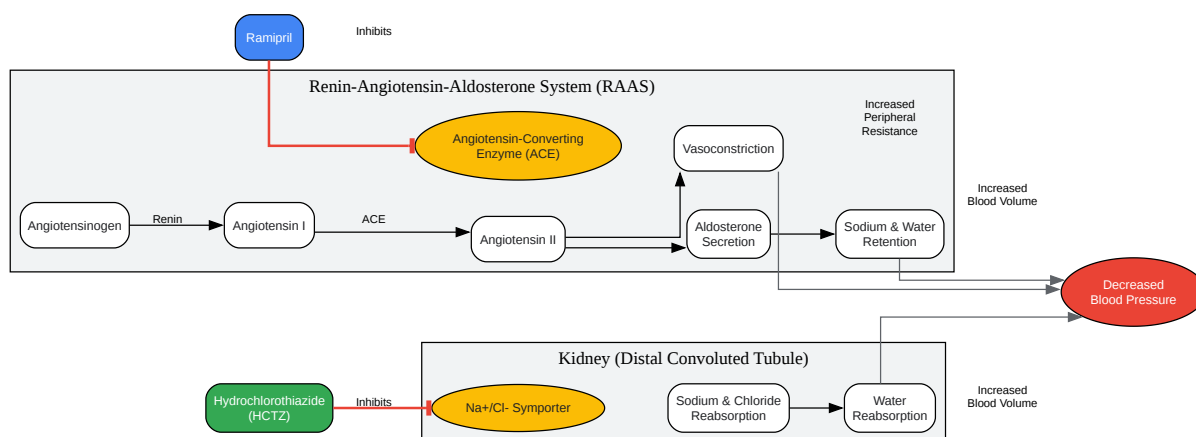 Ramipril
Inhibits
Renin-Angiotensin-Aldosterone System (RAAS)
Increased
Peripheral
Resistance
Angiotensin-Converting
Enzyme (ACE)
Vasoconstriction
Increased
Blood Volume
Angiotensinogen
Renin
Angiotensin I
ACE
Angiotensin II
Aldosterone
Secretion
Sodium & Water
Retention
Decreased
Blood Pressure
Kidney (Distal Convoluted Tubule)
Hydrochlorothiazide
(HCTZ)
Inhibits
Na+/Cl- Symporter
Sodium & Chloride
Reabsorption
Water
Reabsorption
Increased
Blood Volume